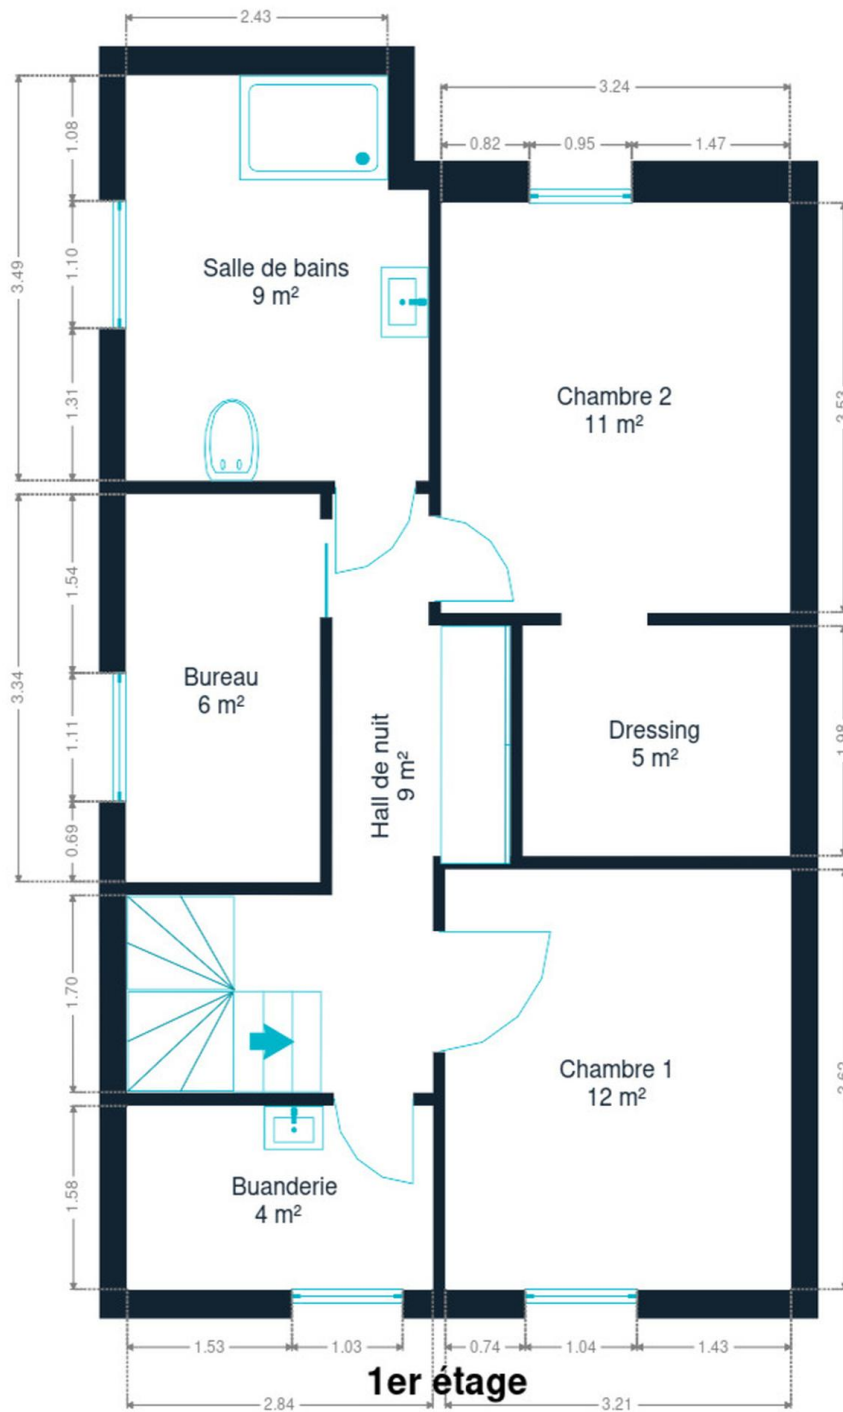 2.43
3.24
0.82
0.95
1.47
1.08
1.10
3.49
1.31
Salle de bains
9 m²
Chambre 2
11 m²
1.54
3.34
1.11
0.69
Bureau
6 m²
Hall de nuit
9 m²
Dressing
5 m²
1.98
1.70
Chambre 1
12 m²
1.58
Buanderie
4 m²
1.53
1.03
0.74
1.04
1.43
1er étage
2.84
3.21